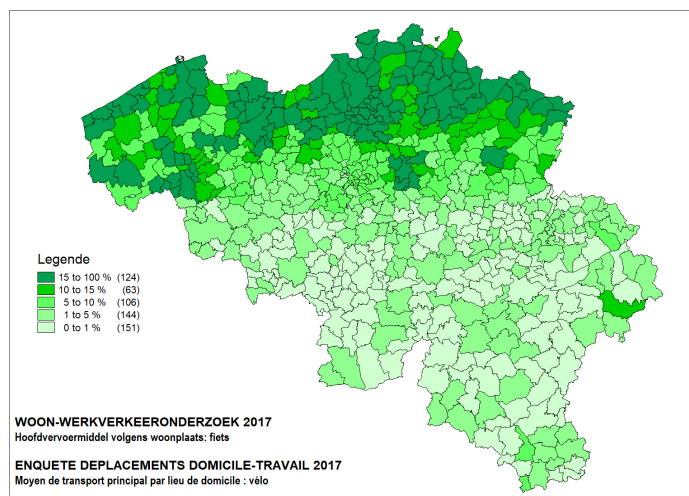 Legende
15 to 100 % (124)
10 to 15 % (63)
5 to 10 % (106)
1 to 5 % (144)
0 to 1 % (151)
WOON-WERKVERKEERONDERZOEK 2017
Hoofdvervoermiddel volgens woonplaats: fiets
ENQUETE DEPLACEMENTS DOMICILE-TRAVAIL 2017
Moyen de transport principal par lieu de domicile : vélo